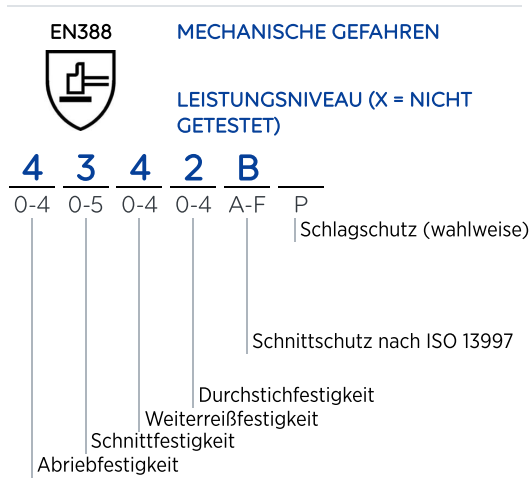 EN388
MECHANISCHE GEFAHREN
LEISTUNGSNIVEAU (X = NICHT
GETESTET)
4 3 4 2 B
0-4 0-5 0-4 0-4 A-F P
Schlagschutz (wahlweise)
Schnittschutz nach ISO 13997
Durchstichfestigkeit
Weiterreißfestigkeit
Schnittfestigkeit
Abriebfestigkeit